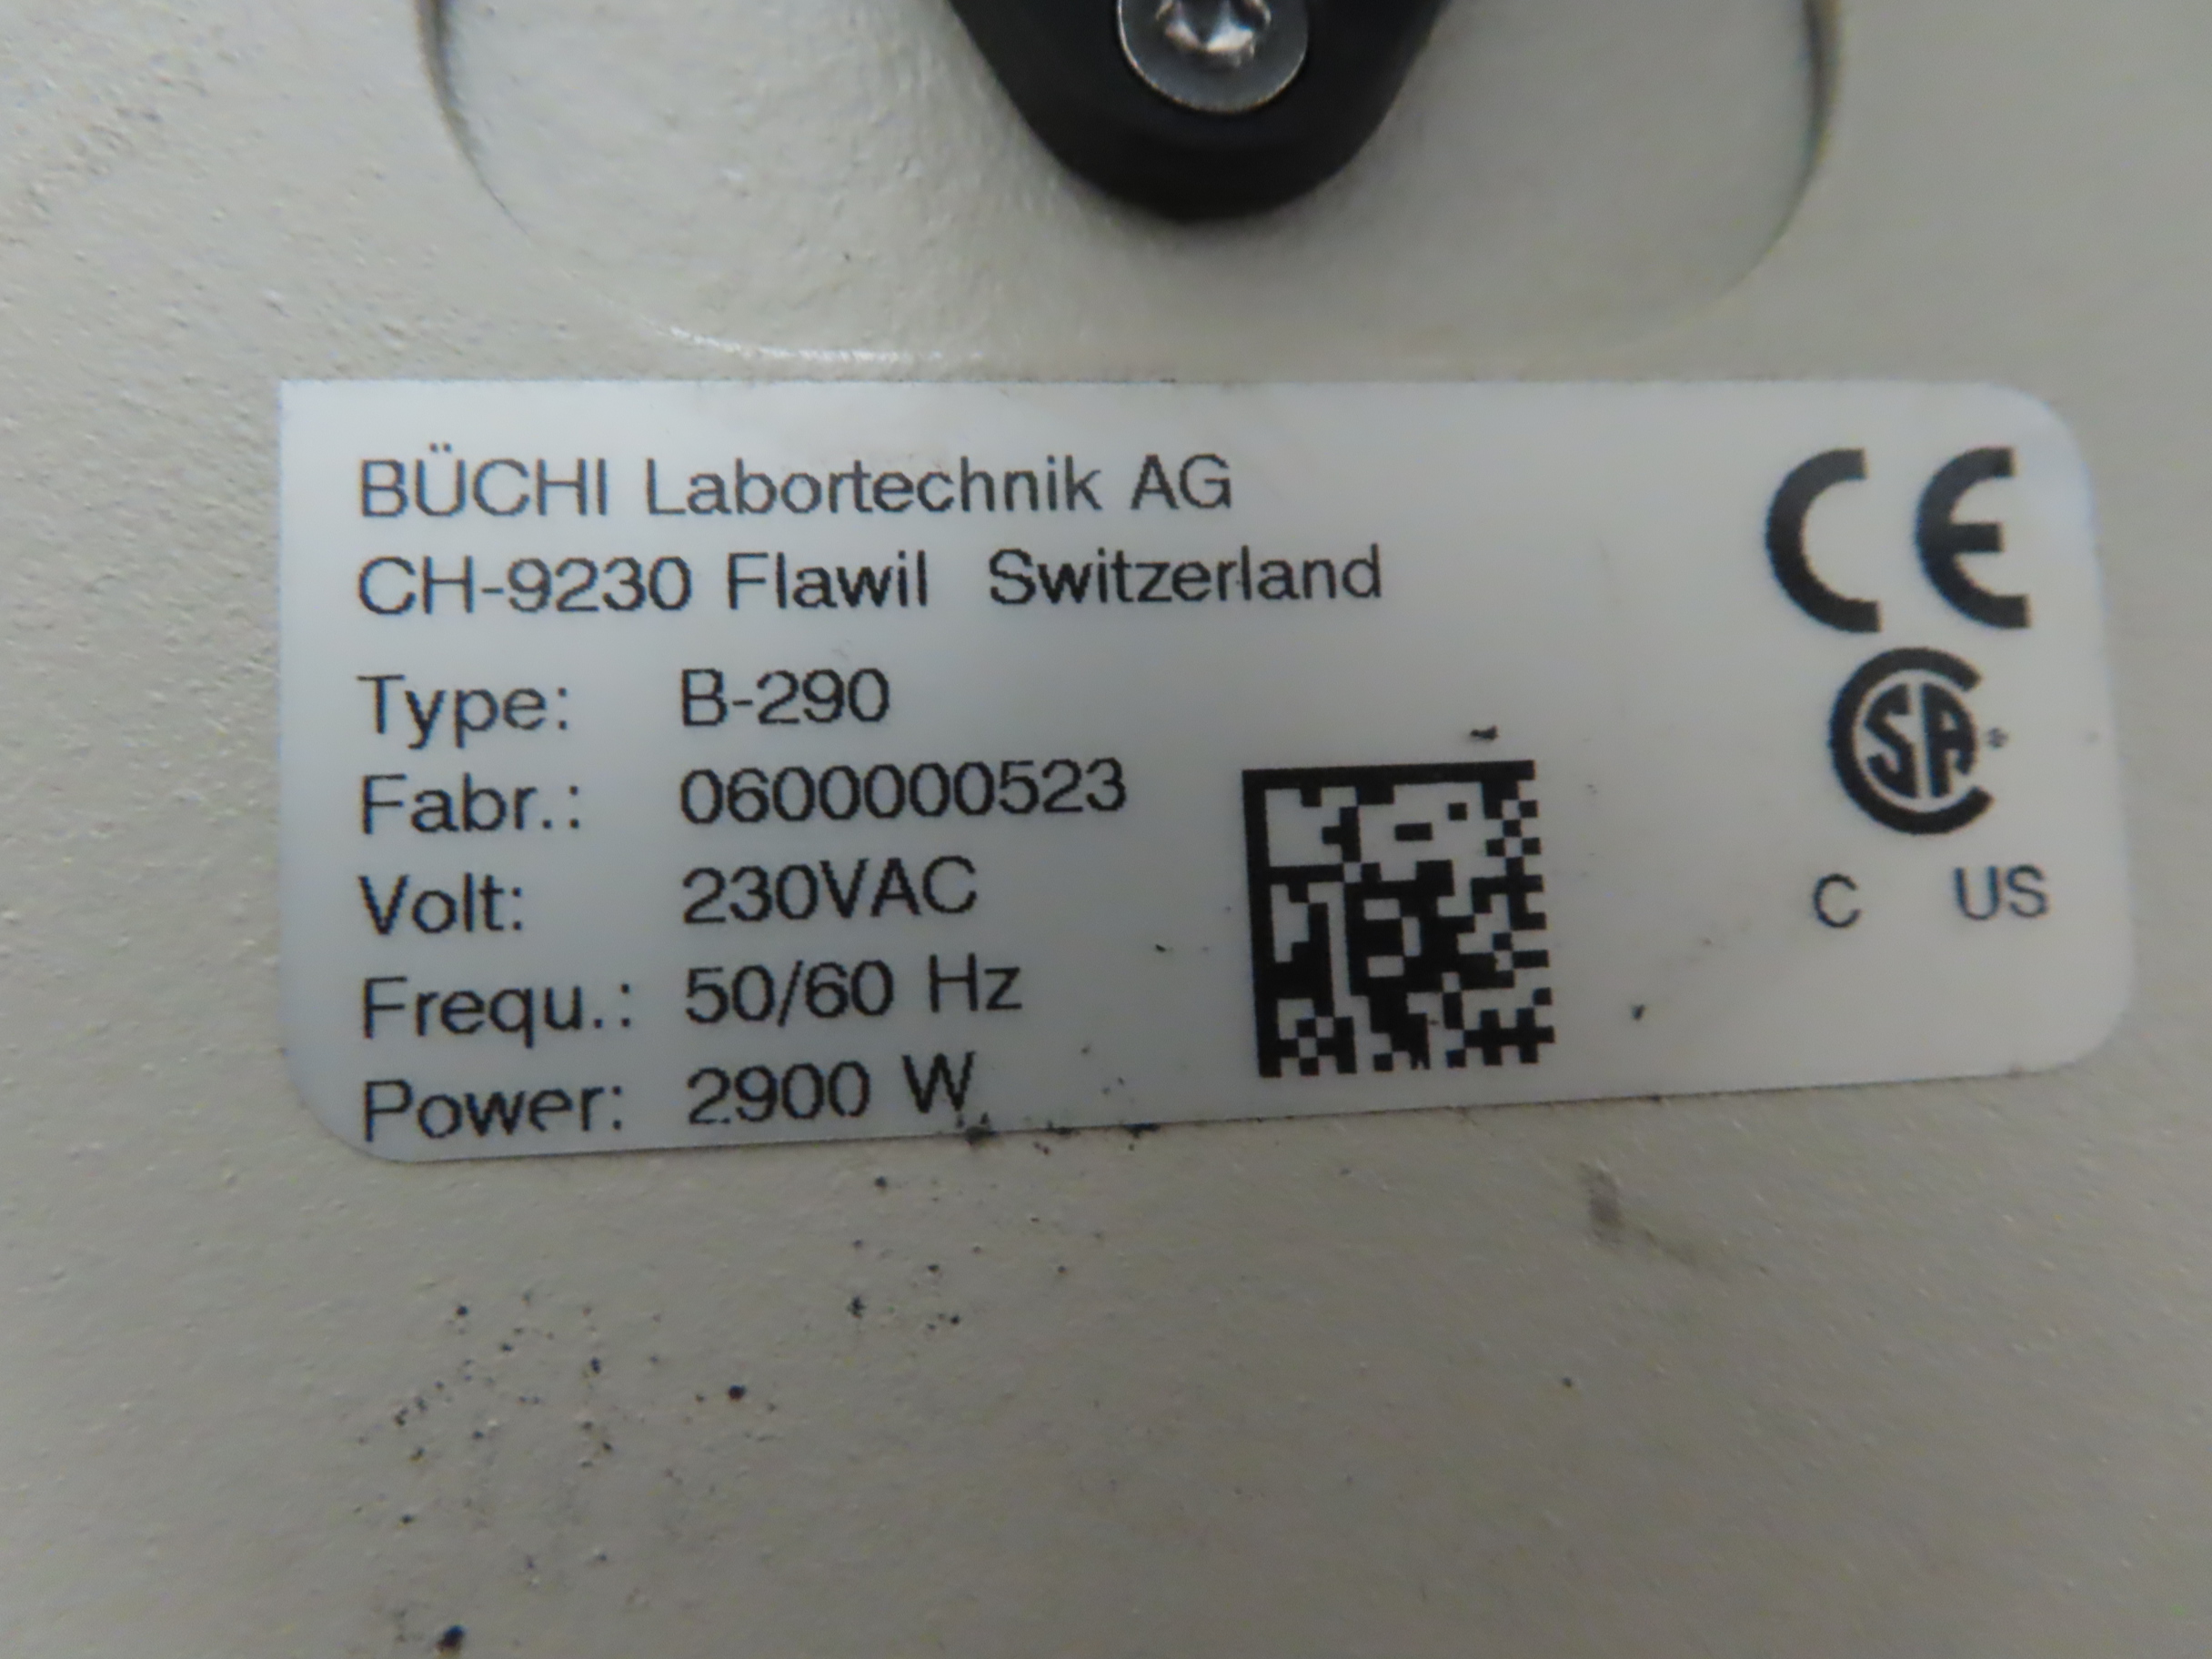 BÜCHI Labortechnik AG
CH-9230 Flawil Switzerland
Type: B-290
Fabr.: 0600000523
Volt: 230VAC
Frequ.: 50/60 Hz
Power: 2900 W
CE
CSA
C US